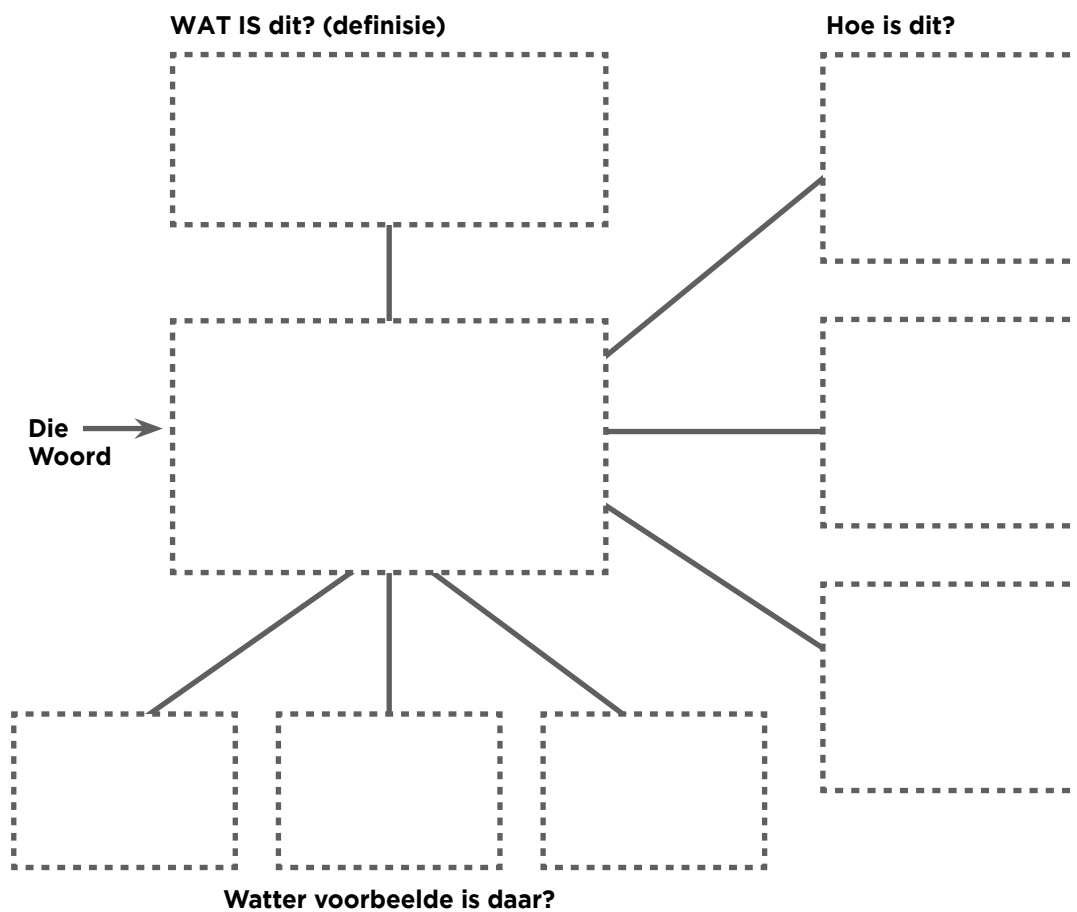 WAT IS dit? (definisie)
Hoe is dit?
Die
Woord
Watter voorbeelde is daar?